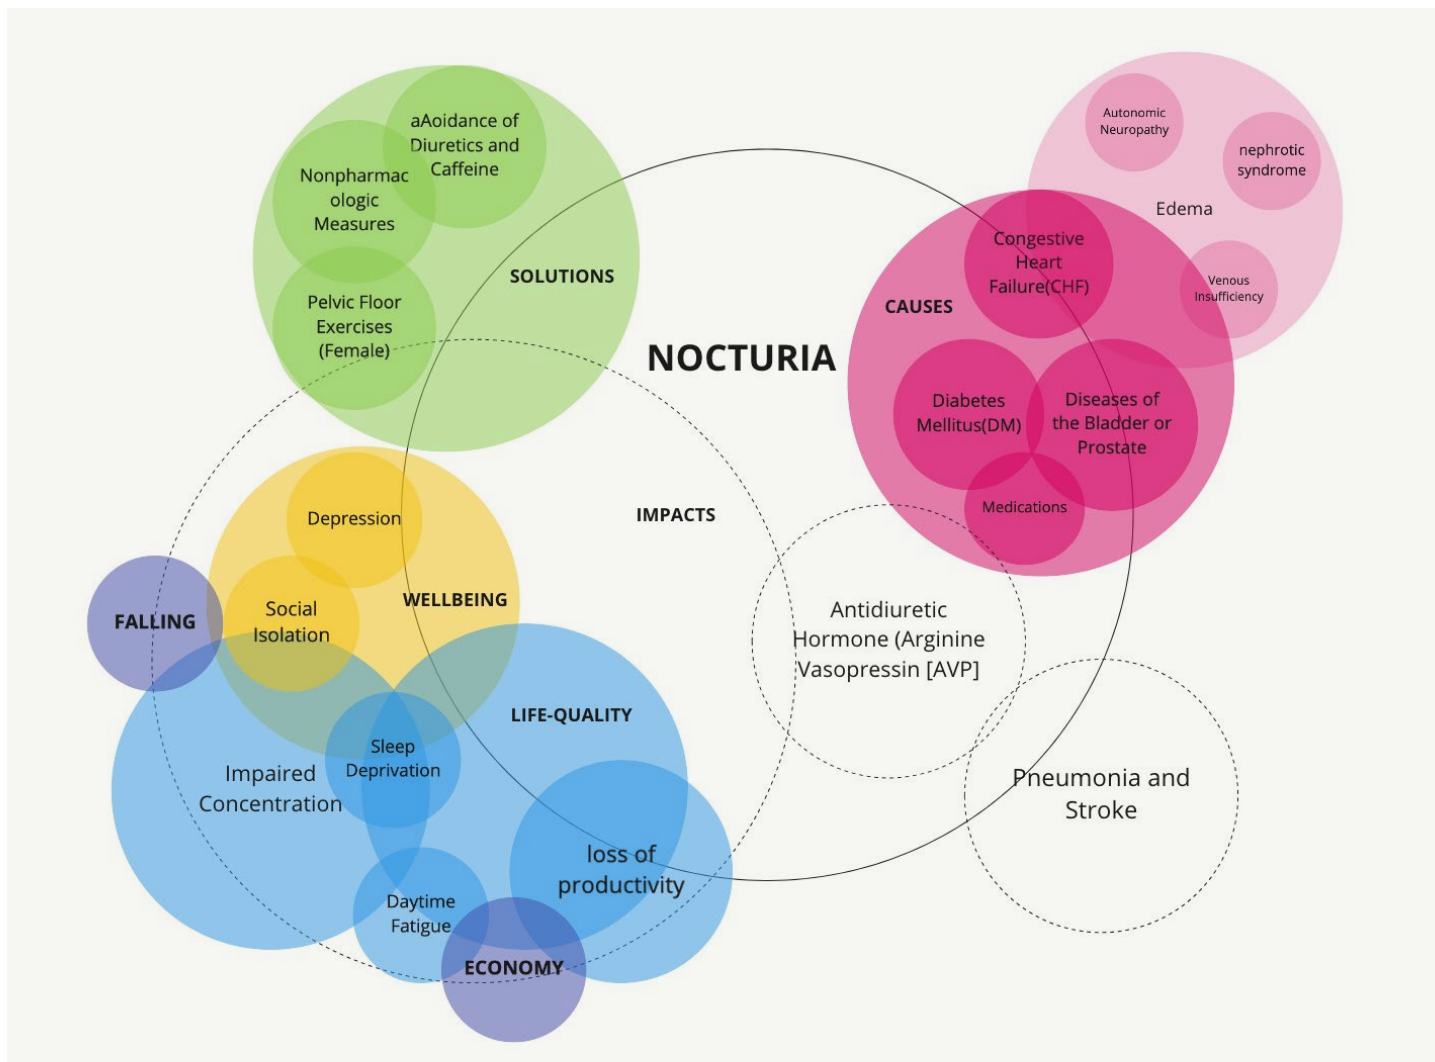 aAoidance of
Diuretics and
Caffeine
Nonpharmac
ologic
Measures
Pelvic Floor
Exercises
(Female)
SOLUTIONS
NOCTURIA
Autonomic
Neuropathy
nephrotic
syndrome
Edema
Venous
Insufficiency
Congestive
Heart
Failure(CHF)
CAUSES
Diabetes
Mellitus(DM)
Diseases of
the Bladder or
Prostate
Medications
IMPACTS
Depression
WELLBEING
Social
Isolation
FALLING
Antidiuretic
Hormone (Arginine
Vasopressin [AVP]
LIFE-QUALITY
Sleep
Deprivation
Impaired
Concentration
Pneumonia and
Stroke
loss of
productivity
Daytime
Fatigue
ECONOMY